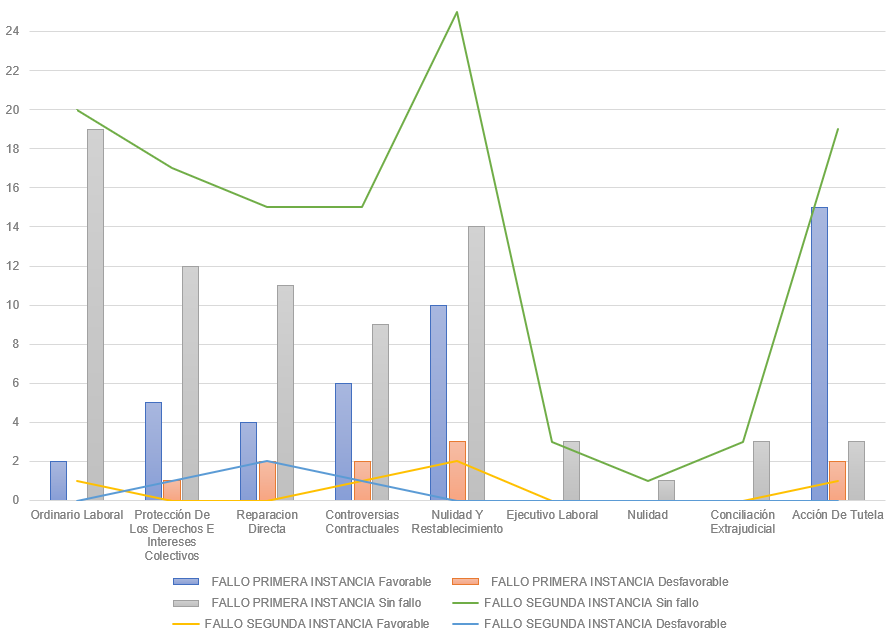 24
22
20
18
16
14
12
10
8
6
4
2
0
Ordinario Laboral
Protección De
Los Derechos E
Intereses
Colectivos
Reparacion
Directa
Controversias
Contractuales
Nulidad Y
Restablecimiento
Ejecutivo Laboral
Nulidad
Conciliación
Extrajudicial
Acción De Tutela
FALLO PRIMERA INSTANCIA Favorable
FALLO PRIMERA INSTANCIA Desfavorable
FALLO PRIMERA INSTANCIA Sin fallo
FALLO SEGUNDA INSTANCIA Sin fallo
FALLO SEGUNDA INSTANCIA Favorable
FALLO SEGUNDA INSTANCIA Desfavorable